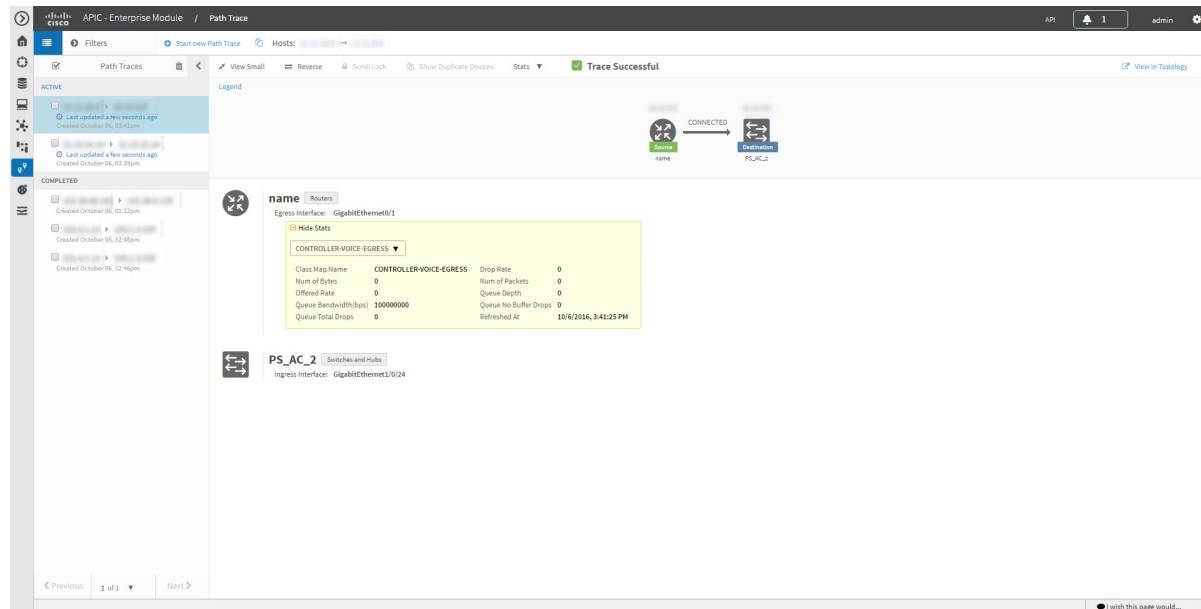 cisco APIC - Enterprise Module / Path Trace API 1 admin
Filters Start new Path Trace Hosts: →
Path Traces View Small Reverse Scroll Lock Show Duplicate Devices Stats ▼ Trace Successful View in Topology
ACTIVE
Last updated a few seconds ago
Created October 06, 03:41pm
Last updated a few seconds ago
Created October 06, 03:39pm
COMPLETED
Created October 06, 01:32pm
Created October 06, 12:48pm
Created October 06, 12:46pm
Previous 1 of 1 ▼ Next
Legend
CONNECTED
Source Destination
name PS_AC_2
name Routers
Egress Interface: GigabitEthernet0/1
Hide Stats
CONTROLLER-VOICE-EGRESS ▼
Class Map Name CONTROLLER-VOICE-EGRESS Drop Rate 0
Num of Bytes 0 Num of Packets 0
Offered Rate 0 Queue Depth 0
Queue Bandwidth(bps) 100000000 Queue No Buffer Drops 0
Queue Total Drops 0 Refreshed At 10/6/2016, 3:41:25 PM
PS_AC_2 Switches and Hubs
Ingress Interface: GigabitEthernet1/0/24
I wish this page would...